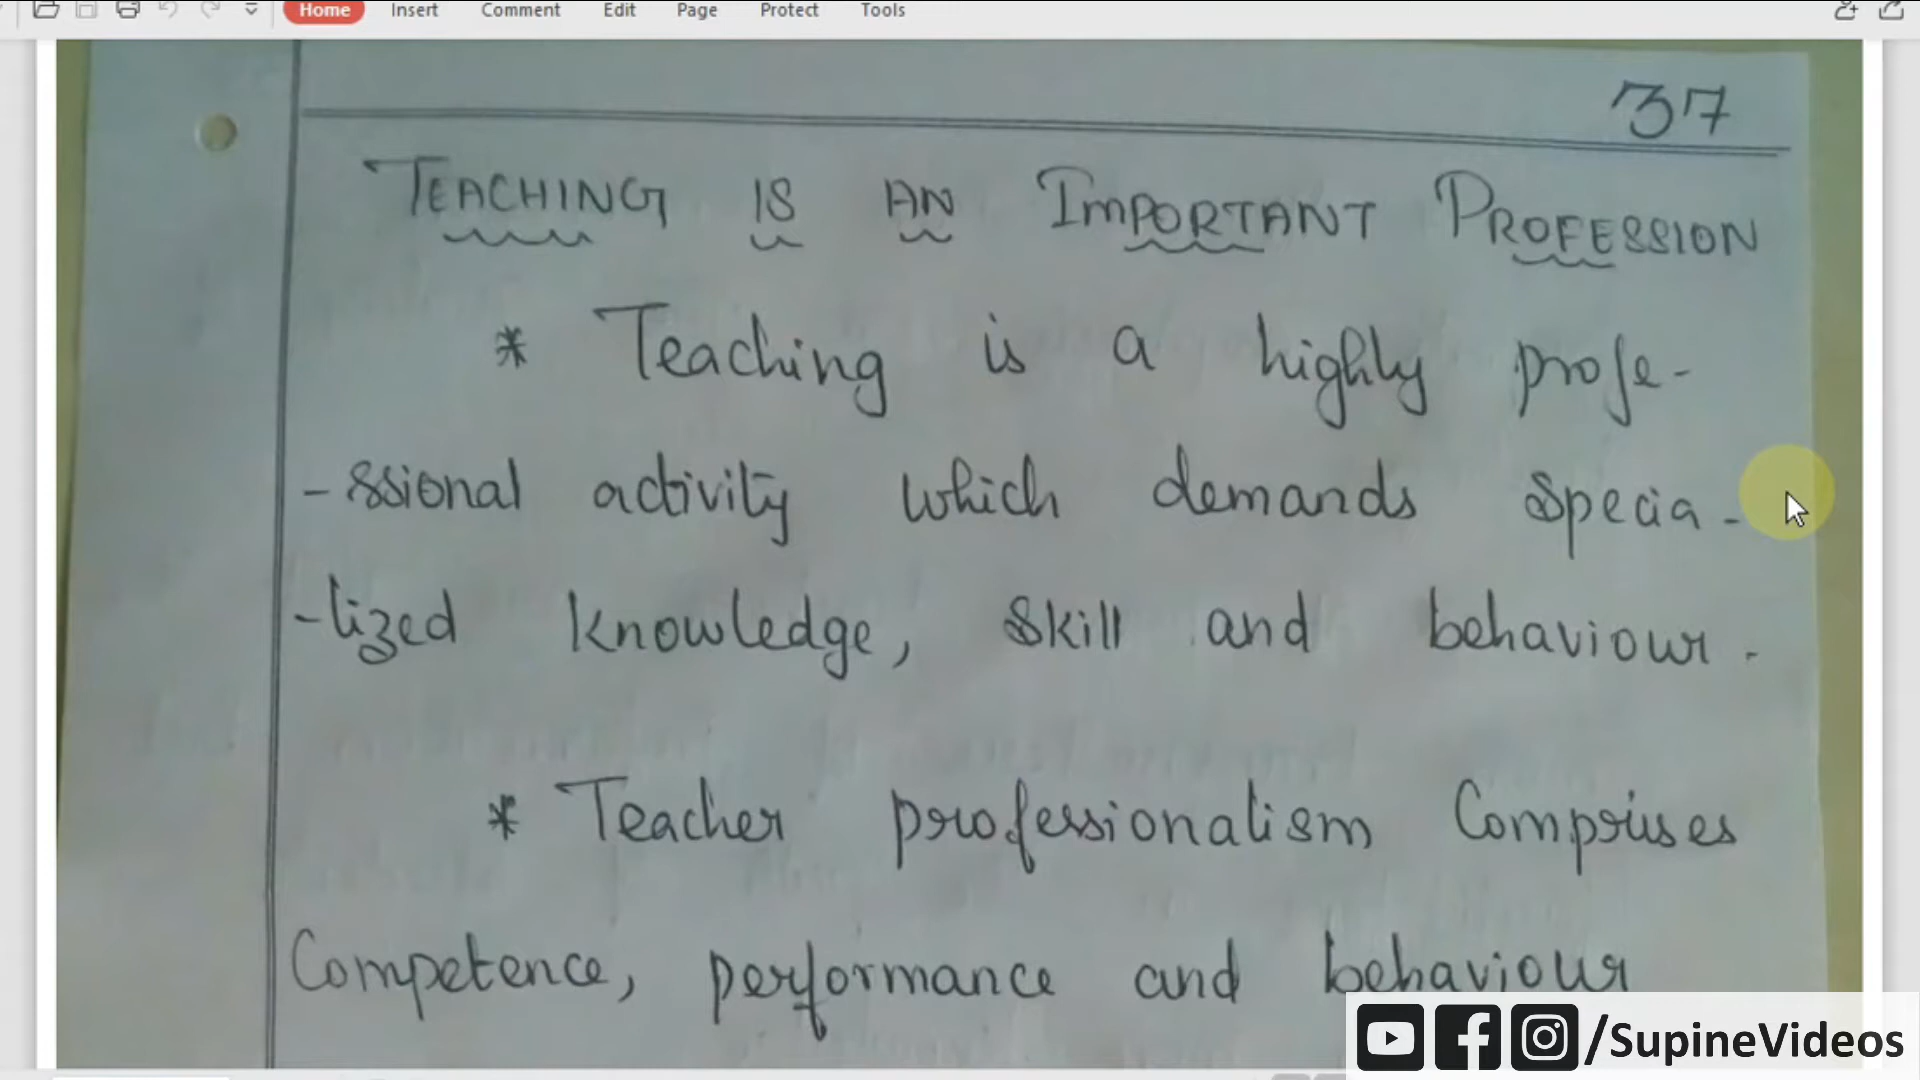 Home Insert Comment Edit Page Protect Tools
37
TEACHING IS AN IMPORTANT PROFESSION
* Teaching is a highly profe-
-ssional activity which demands specia-
-lized knowledge, skill and behaviour.
* Teacher professionalism Comprises
Competence, performance and behaviour
/SupineVideos